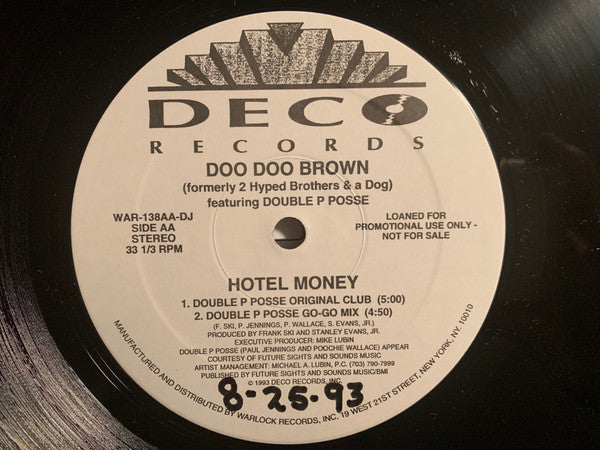 DECO
RECORDS
DOO DOO BROWN
(formerly 2 Hyped Brothers & a Dog)
featuring DOUBLE P POSSE
WAR-138AA-DJ
SIDE AA
STEREO
33 1/3 RPM
LOANED FOR
PROMOTIONAL USE ONLY -
NOT FOR SALE
HOTEL MONEY
1. DOUBLE P POSSE ORIGINAL CLUB (5:00)
2. DOUBLE P POSSE GO-GO MIX (4:50)
(F. SKI, P. JENNINGS, P. WALLACE, S. EVANS, JR.)
PRODUCED BY FRANK SKI AND STANLEY EVANS, JR.
EXECUTIVE PRODUCER: MIKE LUBIN
DOUBLE P POSSE (PAUL JENNINGS AND POOCHIE WALLACE) APPEAR
COURTESY OF FUTURE SIGHTS AND SOUNDS MUSIC
ARTIST MANAGEMENT: MICHAEL A. LUBIN, P.C. (703) 790-7999
PUBLISHED BY FUTURE SIGHTS AND SOUNDS MUSIC/BMI
© 1993 DECO RECORDS, INC.
8-25-93
MANUFACTURED AND DISTRIBUTED BY WARLOCK RECORDS, INC. 19 WEST 21ST STREET, NEW YORK, NY. 10010